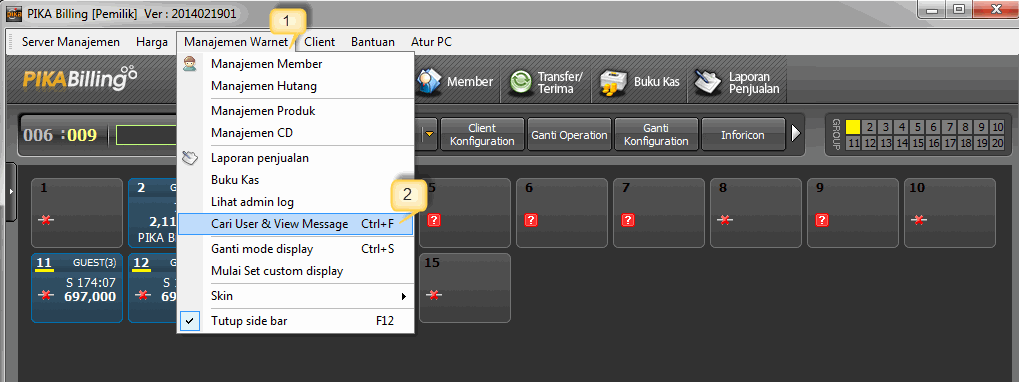 PIKA Billing [Pemilik] Ver : 2014021901
1
Server Manajemen Harga Manajemen Warnet Client Bantuan Atur PC
PIKABilling
Member
Transfer/
Terima
Buku Kas
Laporan
Penjualan
006 :009
Client
Konfiguration
Ganti Operation
Ganti
Konfiguration
Inforicon
GROUP
2 3 4 5 6 7 8 9 10
11 12 13 14 15 16 17 18 19 20
Manajemen Member
Manajemen Hutang
Manajemen Produk
Manajemen CD
Laporan penjualan
Buku Kas
Lihat admin log
Cari User & View Message Ctrl+F
Ganti mode display Ctrl+S
Mulai Set custom display
Skin
Tutup side bar F12
2
1
2 G
2,11
PIKA B
5
?
6
?
7
?
8
9
?
10
11 GUEST(3)
S 174:07
697,000
12 G
S 174
69
15